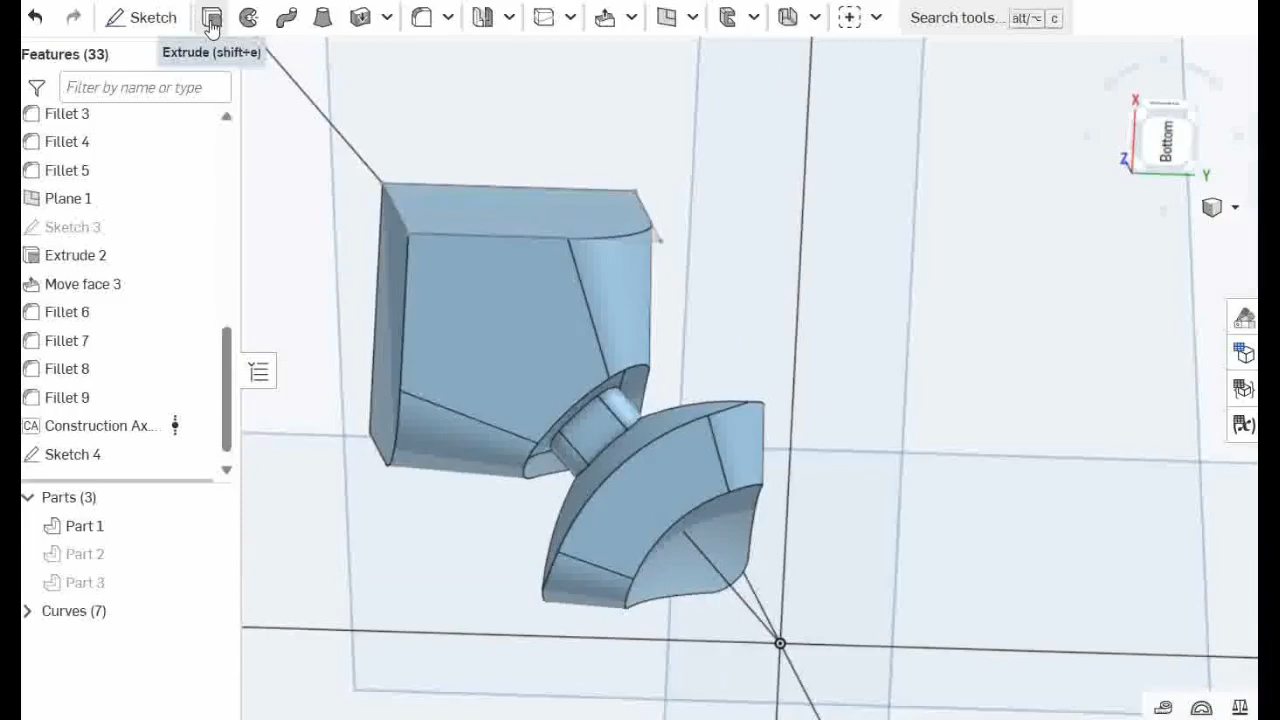 Sketch
Search tools... alt/⌥ c
Extrude (shift+e)
Features (33)
Filter by name or type
Fillet 3
Fillet 4
Fillet 5
Plane 1
Sketch 3
Extrude 2
Move face 3
Fillet 6
Fillet 7
Fillet 8
Fillet 9
CA Construction Ax...
Sketch 4
Parts (3)
Part 1
Part 2
Part 3
Curves (7)
X
Bottom
Z
Y
(x)